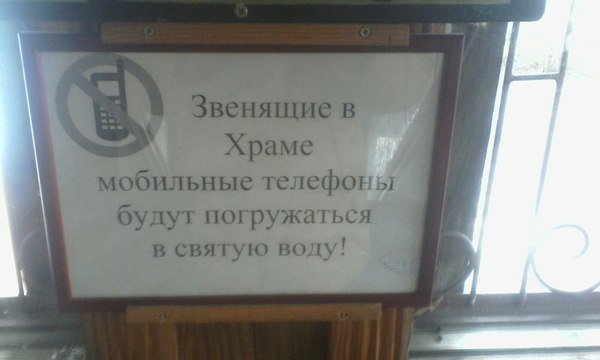 Звенящие в
Храме
мобильные телефоны
будут погружаться
в святую воду!